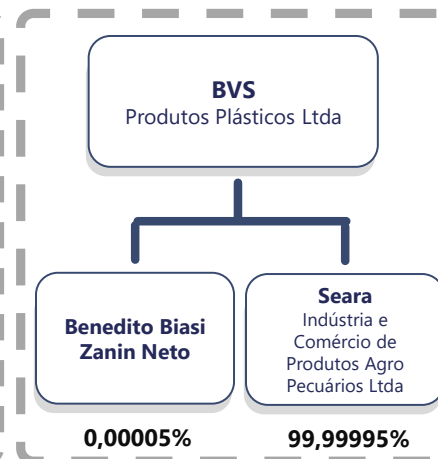 BVS
Produtos Plásticos Ltda
Benedito Biasi
Zanin Neto
Seara
Indústria e
Comércio de
Produtos Agro
Pecuários Ltda
0,00005%
99,99995%